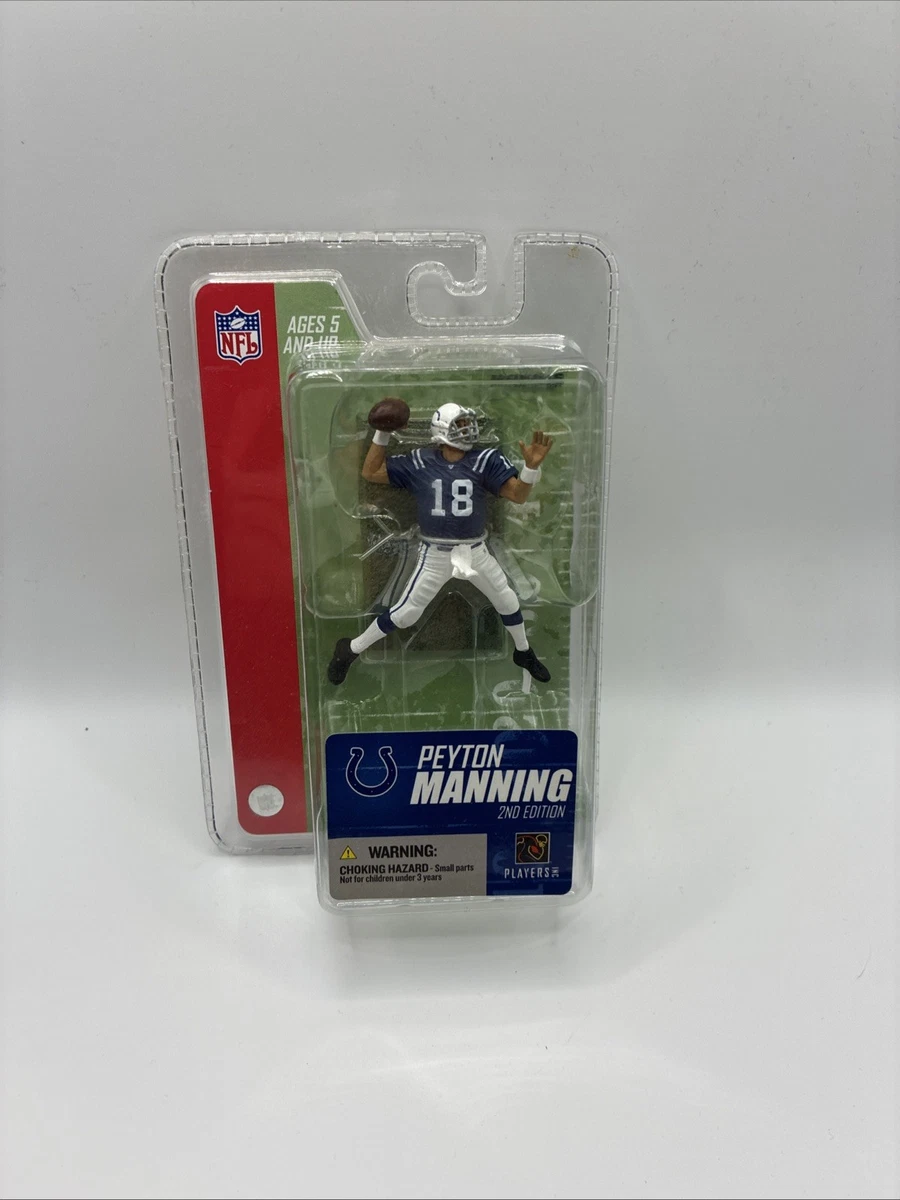 NFL
AGES 5
AND UP
18
18
PEYTON
MANNING
2ND EDITION
WARNING:
CHOKING HAZARD - Small parts
Not for children under 3 years
PLAYERS INC